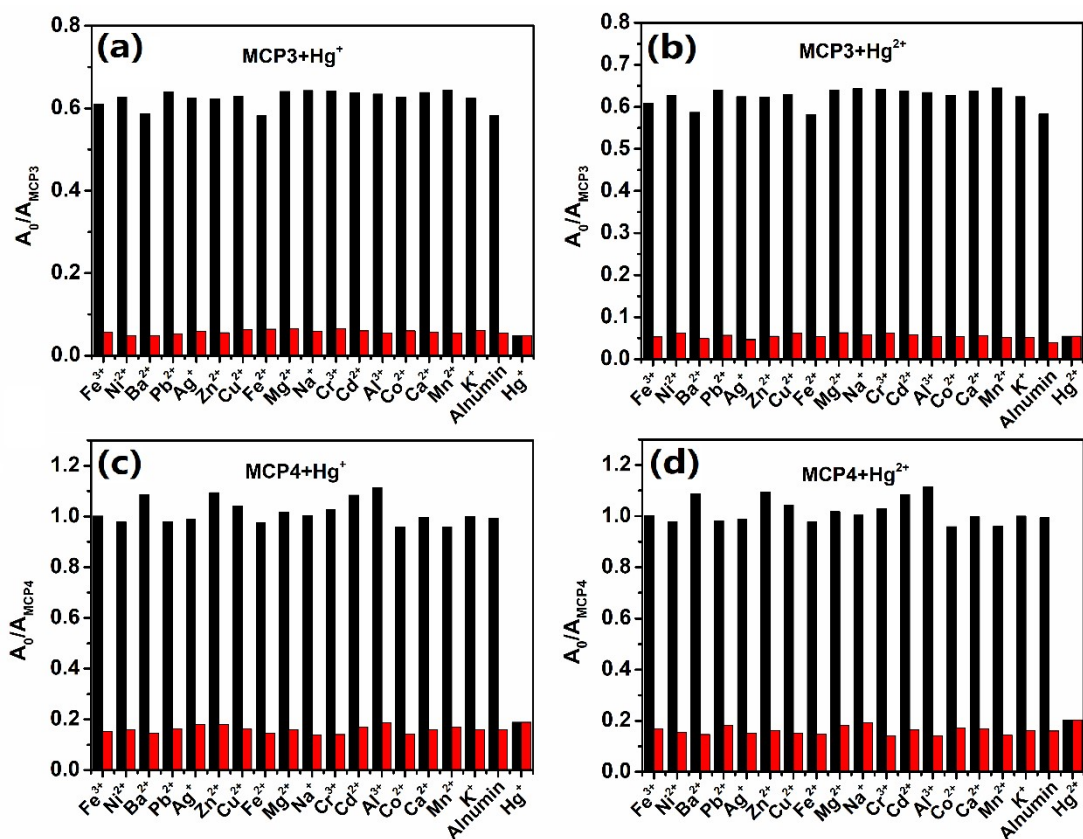 (a)
MCP3+Hg⁺
0.8
0.6
0.4
0.2
0.0
A₀/A_MCP3
Fe³⁺ Ni²⁺ Ba²⁺ Pb²⁺ Ag⁺ Zn²⁺ Cu²⁺ Fe²⁺ Mg²⁺ Na⁺ Cr³⁺ Cd²⁺ Al³⁺ Co²⁺ Ca²⁺ Mn²⁺ K⁺ Alnumin Hg⁺
(b)
MCP3+Hg²⁺
0.8
0.7
0.6
0.5
0.4
0.3
0.2
0.1
0.0
A₀/A_MCP3
Fe³⁺ Ni²⁺ Ba²⁺ Pb²⁺ Ag⁺ Zn²⁺ Cu²⁺ Fe²⁺ Mg²⁺ Na⁺ Cr³⁺ Cd²⁺ Al³⁺ Co²⁺ Ca²⁺ Mn²⁺ K⁺ Alnumin Hg²⁺
(c)
MCP4+Hg⁺
1.2
1.0
0.8
0.6
0.4
0.2
0.0
A₀/A_MCP4
Fe³⁺ Ni²⁺ Ba²⁺ Pb²⁺ Ag⁺ Zn²⁺ Cu²⁺ Fe²⁺ Mg²⁺ Na⁺ Cr³⁺ Cd²⁺ Al³⁺ Co²⁺ Ca²⁺ Mn²⁺ K⁺ Alnumin Hg⁺
(d)
MCP4+Hg²⁺
1.2
1.0
0.8
0.6
0.4
0.2
0.0
A₀/A_MCP4
Fe³⁺ Ni²⁺ Ba²⁺ Pb²⁺ Ag⁺ Zn²⁺ Cu²⁺ Fe²⁺ Mg²⁺ Na⁺ Cr³⁺ Cd²⁺ Al³⁺ Co²⁺ Ca²⁺ Mn²⁺ K⁺ Alnumin Hg²⁺